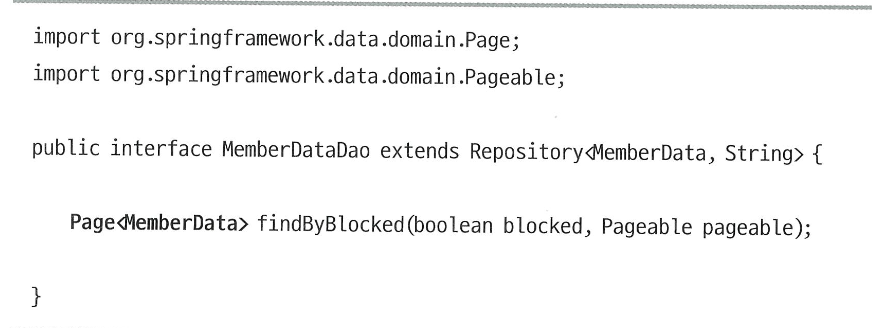 import org.springframework.data.domain.Page;
import org.springframework.data.domain.Pageable;
public interface MemberDataDao extends Repository<MemberData, String> {
Page<MemberData> findByBlocked(boolean blocked, Pageable pageable);
}